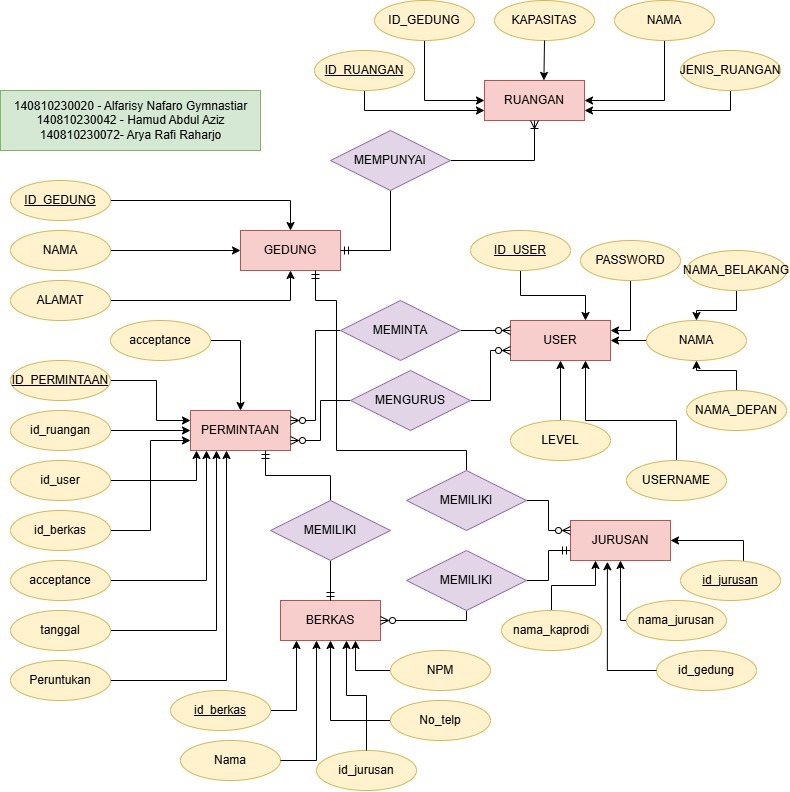 ID_GEDUNG
KAPASITAS
NAMA
ID_RUANGAN
JENIS_RUANGAN
RUANGAN
140810230020 - Alfarisy Nafaro Gymnastiar
140810230042 - Hamud Abdul Aziz
140810230072- Arya Rafi Raharjo
MEMPUNYAI
ID_GEDUNG
NAMA
GEDUNG
ALAMAT
ID_USER
PASSWORD
NAMA_BELAKANG
acceptance
MEMINTA
USER
NAMA
ID_PERMINTAAN
MENGURUS
NAMA_DEPAN
id_ruangan
PERMINTAAN
LEVEL
id_user
USERNAME
MEMILIKI
id_berkas
MEMILIKI
JURUSAN
acceptance
MEMILIKI
id_jurusan
tanggal
BERKAS
nama_kaprodi
nama_jurusan
Peruntukan
NPM
id_gedung
id_berkas
No_telp
Nama
id_jurusan